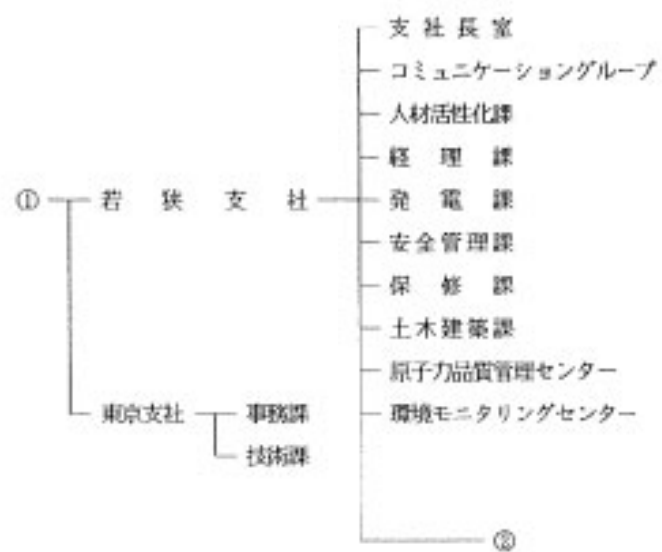 支社長室
コミュニケーショングループ
人材活性化課
経理課
① 若狭支社 発電課
安全管理課
保修課
土木建築課
原子力品質管理センター
東京支社 事務課 環境モニタリングセンター
技術課
②